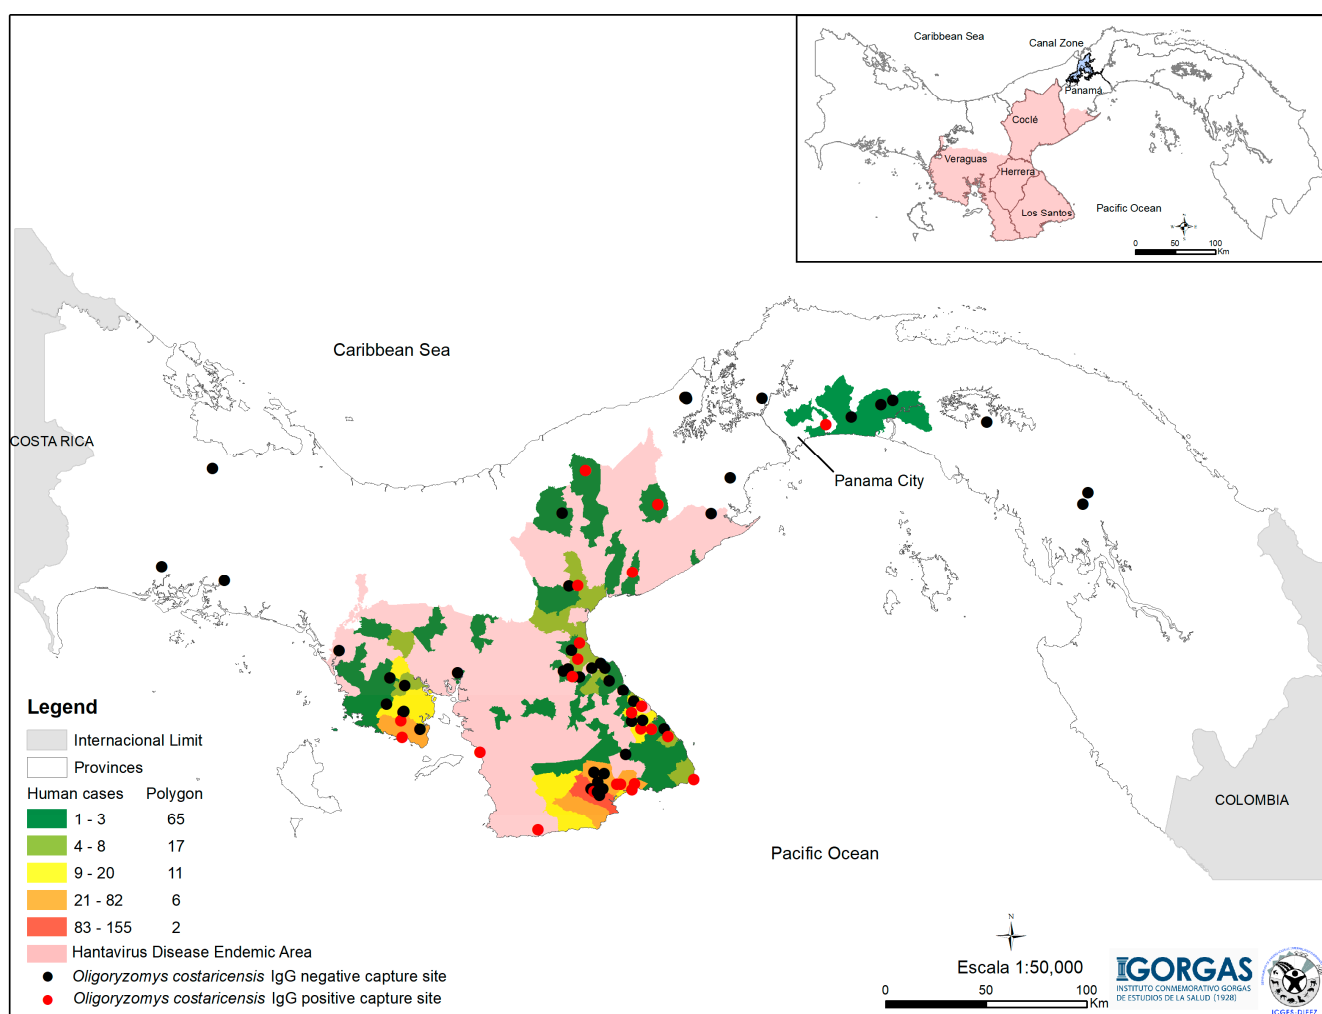 Caribbean Sea
Canal Zone
Panamá
Coclé
Veraguas
Herrera
Los Santos
Pacific Ocean
0 50 100
Km
Caribbean Sea
COSTA RICA
Panama City
COLOMBIA
Pacific Ocean
Legend
Internacional Limit
Provinces
Human cases Polygon
1 - 3 65
4 - 8 17
9 - 20 11
21 - 82 6
83 - 155 2
Hantavirus Disease Endemic Area
Oligoryzomys costaricensis IgG negative capture site
Oligoryzomys costaricensis IgG positive capture site
N
Escala 1:50,000
0 50 100
Km
GORGAS
INSTITUTO CONMEMORATIVO GORGAS
DE ESTUDIOS DE LA SALUD (1928)
ICGES-DIEEZ